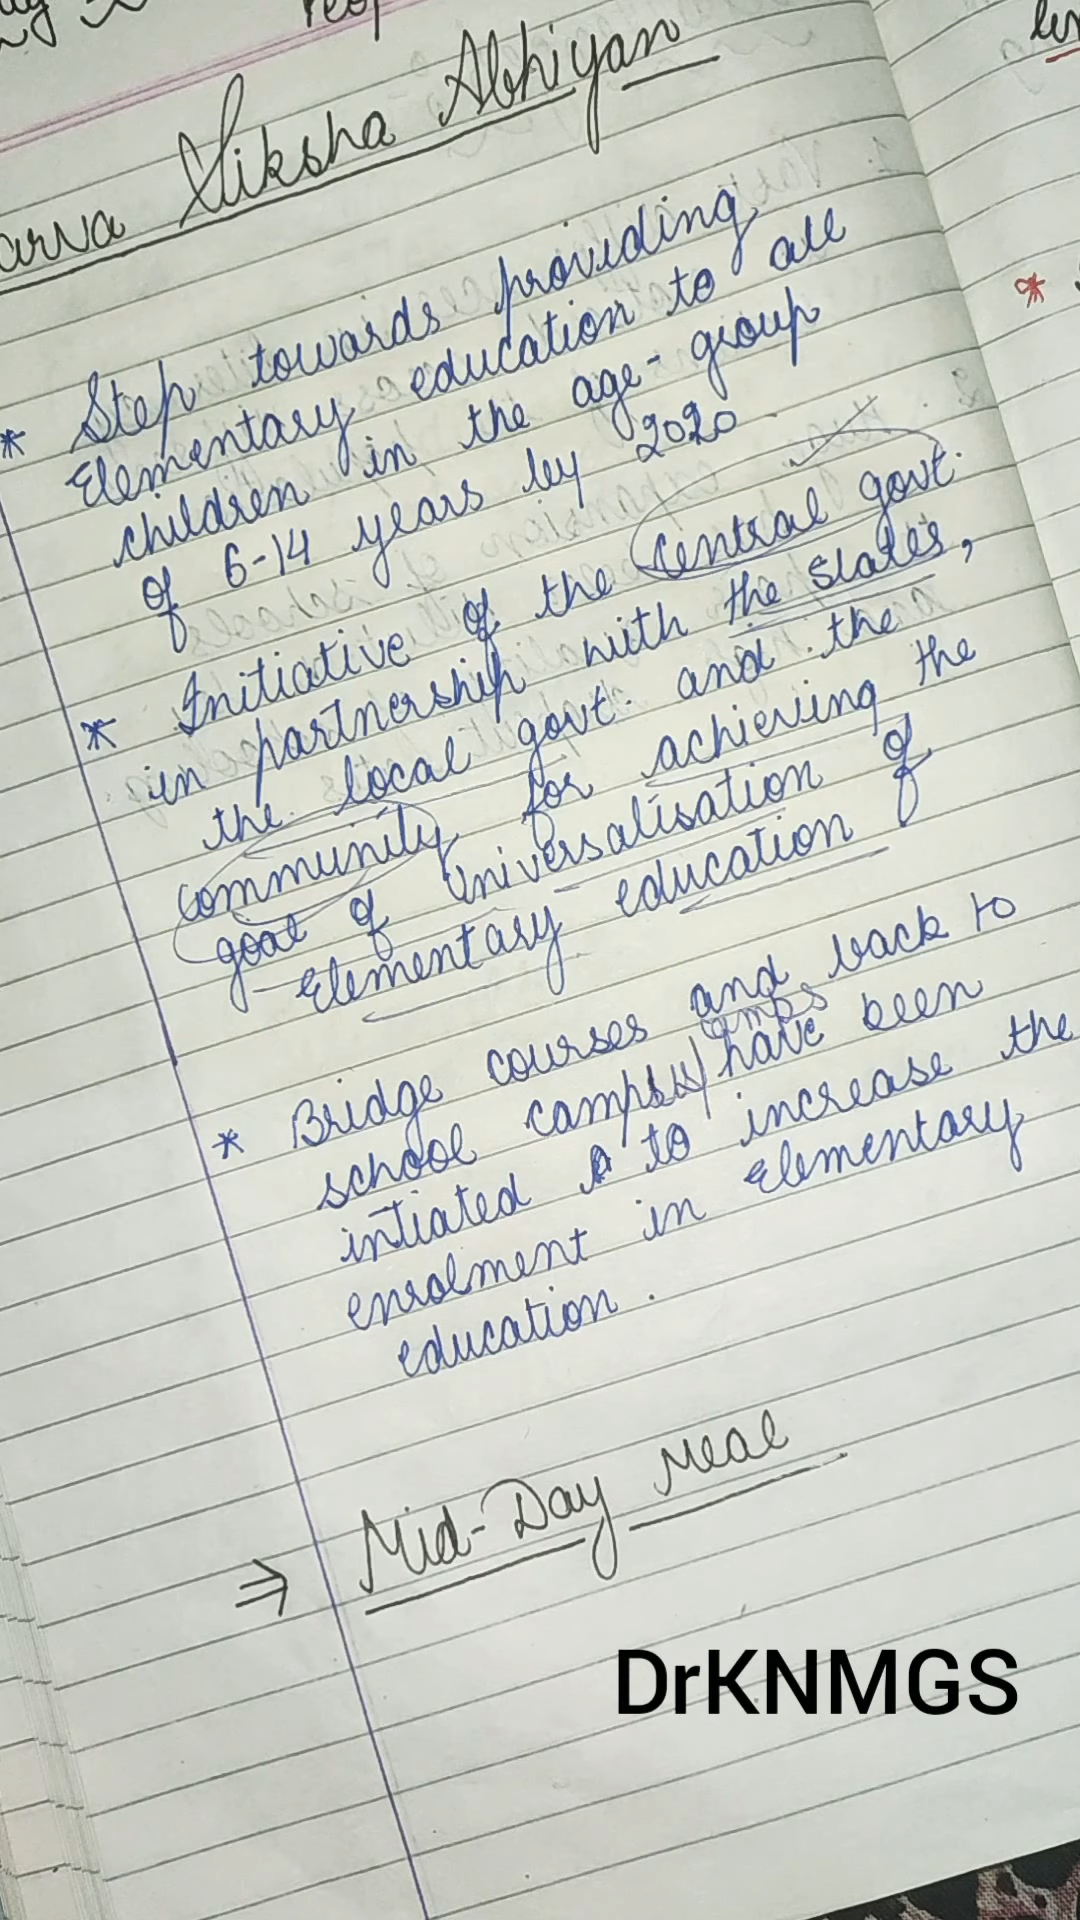 arva Siksha Abhiyan
* Step towards providing
Elementary education to all
children in the age-group
of 6-14 years by 2020
* Initiative of the Central govt.
in partnership with the states,
the local govt. and the
community for achieving the
goal of Universalisation of
Elementary education
* Bridge courses and back to
amps
school camps have been
intiated to increase the
enrolment in Elementary
education.
⇒ Mid-Day Meal
DrKNMGS